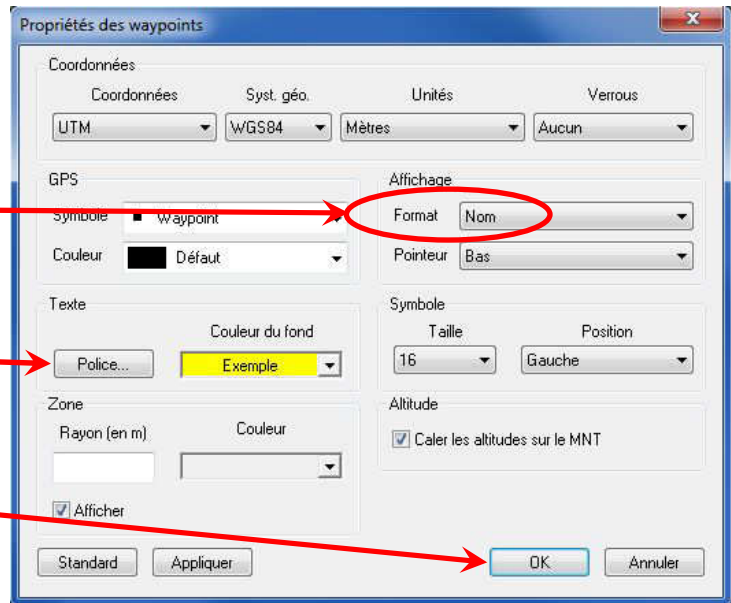 Propriétés des waypoints
Coordonnées
Coordonnées Syst. géo. Unités Verrous
UTM WGS84 Mètres Aucun
GPS
Symbole Waypoint
Couleur Défaut
Affichage
Format Nom
Pointeur Bas
Texte
Couleur du fond
Police... Exemple
Symbole
Taille Position
16 Gauche
Zone
Rayon (en m) Couleur
Afficher
Altitude
Caler les altitudes sur le MNT
Standard Appliquer OK Annuler